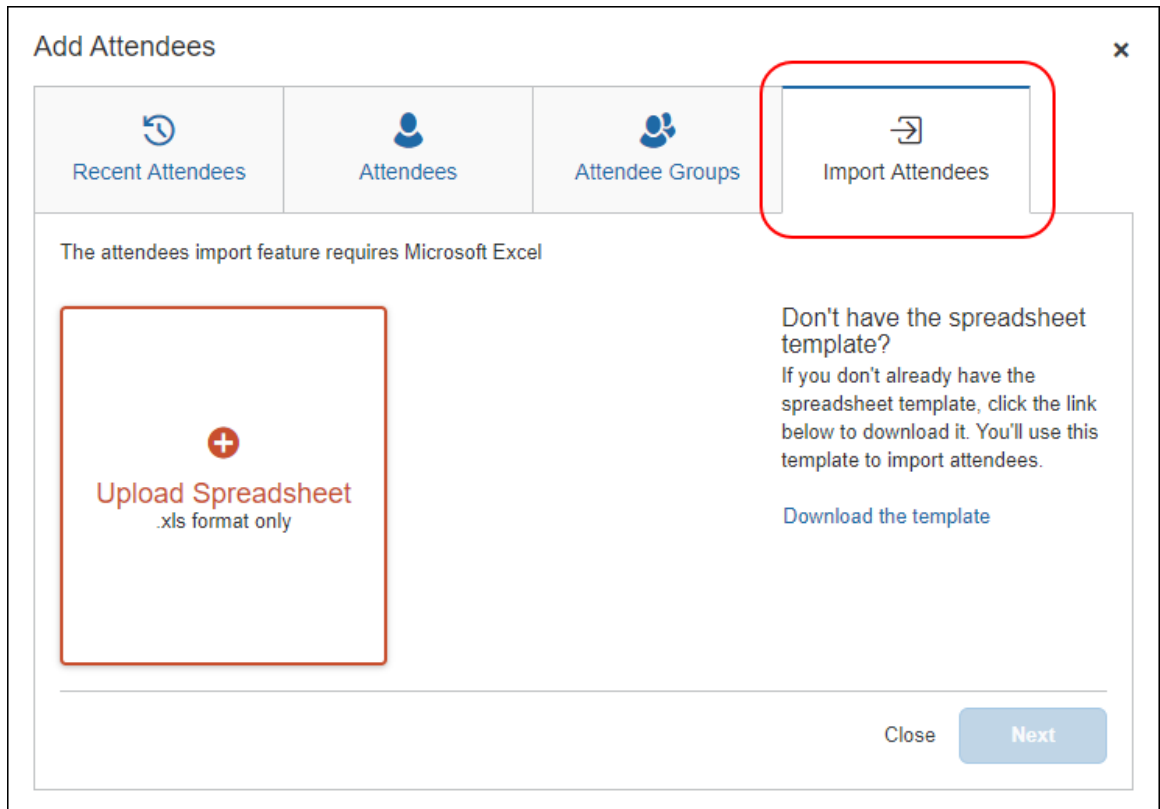 Add Attendees
×
Recent Attendees
Attendees
Attendee Groups
Import Attendees
The attendees import feature requires Microsoft Excel
Upload Spreadsheet
.xls format only
Don't have the spreadsheet
template?
If you don't already have the
spreadsheet template, click the link
below to download it. You'll use this
template to import attendees.
Download the template
Close
Next